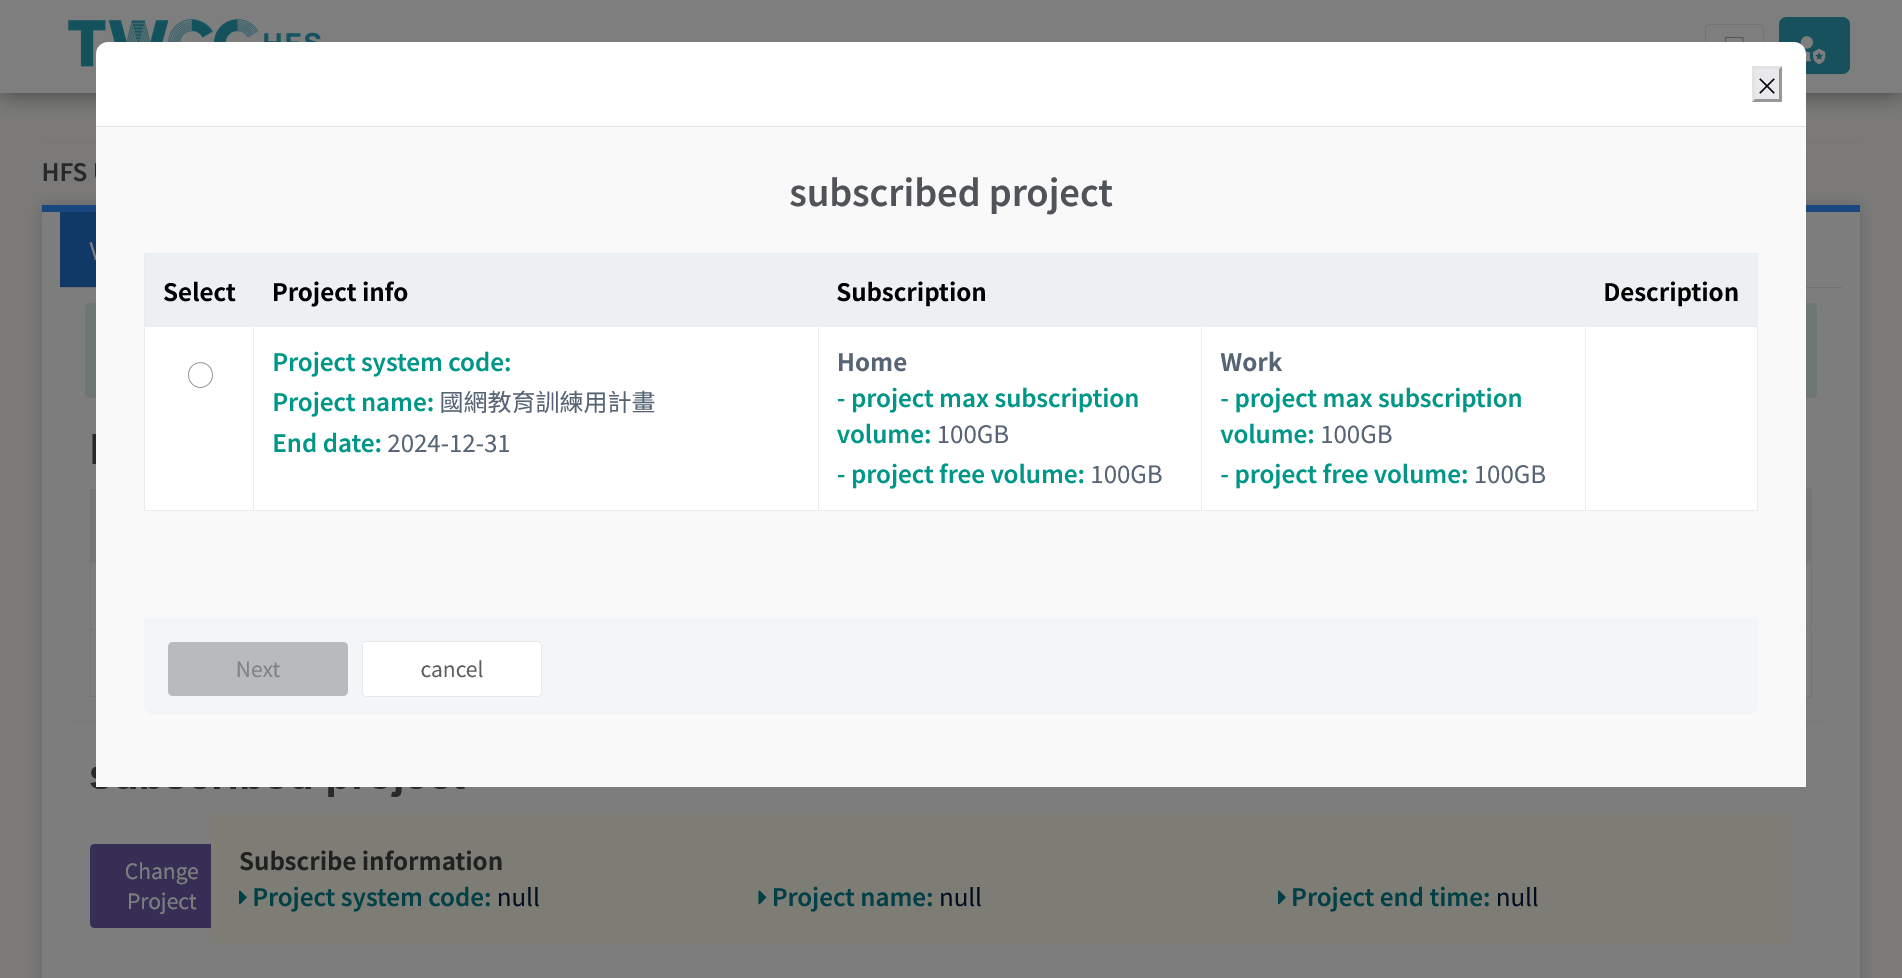 TWCC HFS
HFS
subscribed project
Select Project info Subscription Description
Project system code:
Project name: 國網教育訓練用計畫
End date: 2024-12-31
Home
- project max subscription
volume: 100GB
- project free volume: 100GB
Work
- project max subscription
volume: 100GB
- project free volume: 100GB
Next cancel
subscribed project
Change
Project
Subscribe information
Project system code: null Project name: null Project end time: null